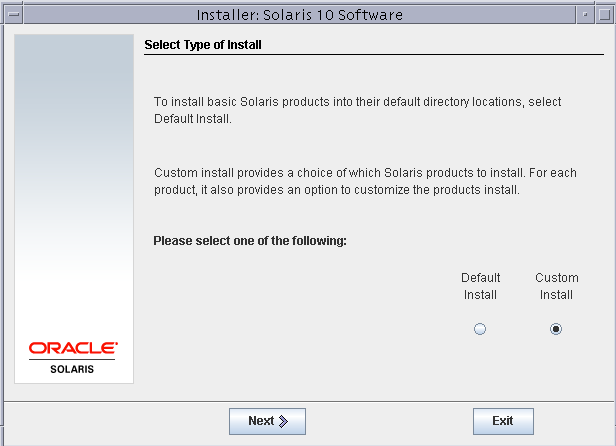 Installer: Solaris 10 Software
Select Type of Install
To install basic Solaris products into their default directory locations, select
Default Install.
Custom install provides a choice of which Solaris products to install. For each
product, it also provides an option to customize the products install.
Please select one of the following:
Default Install
Custom Install
ORACLE
SOLARIS
Next
Exit